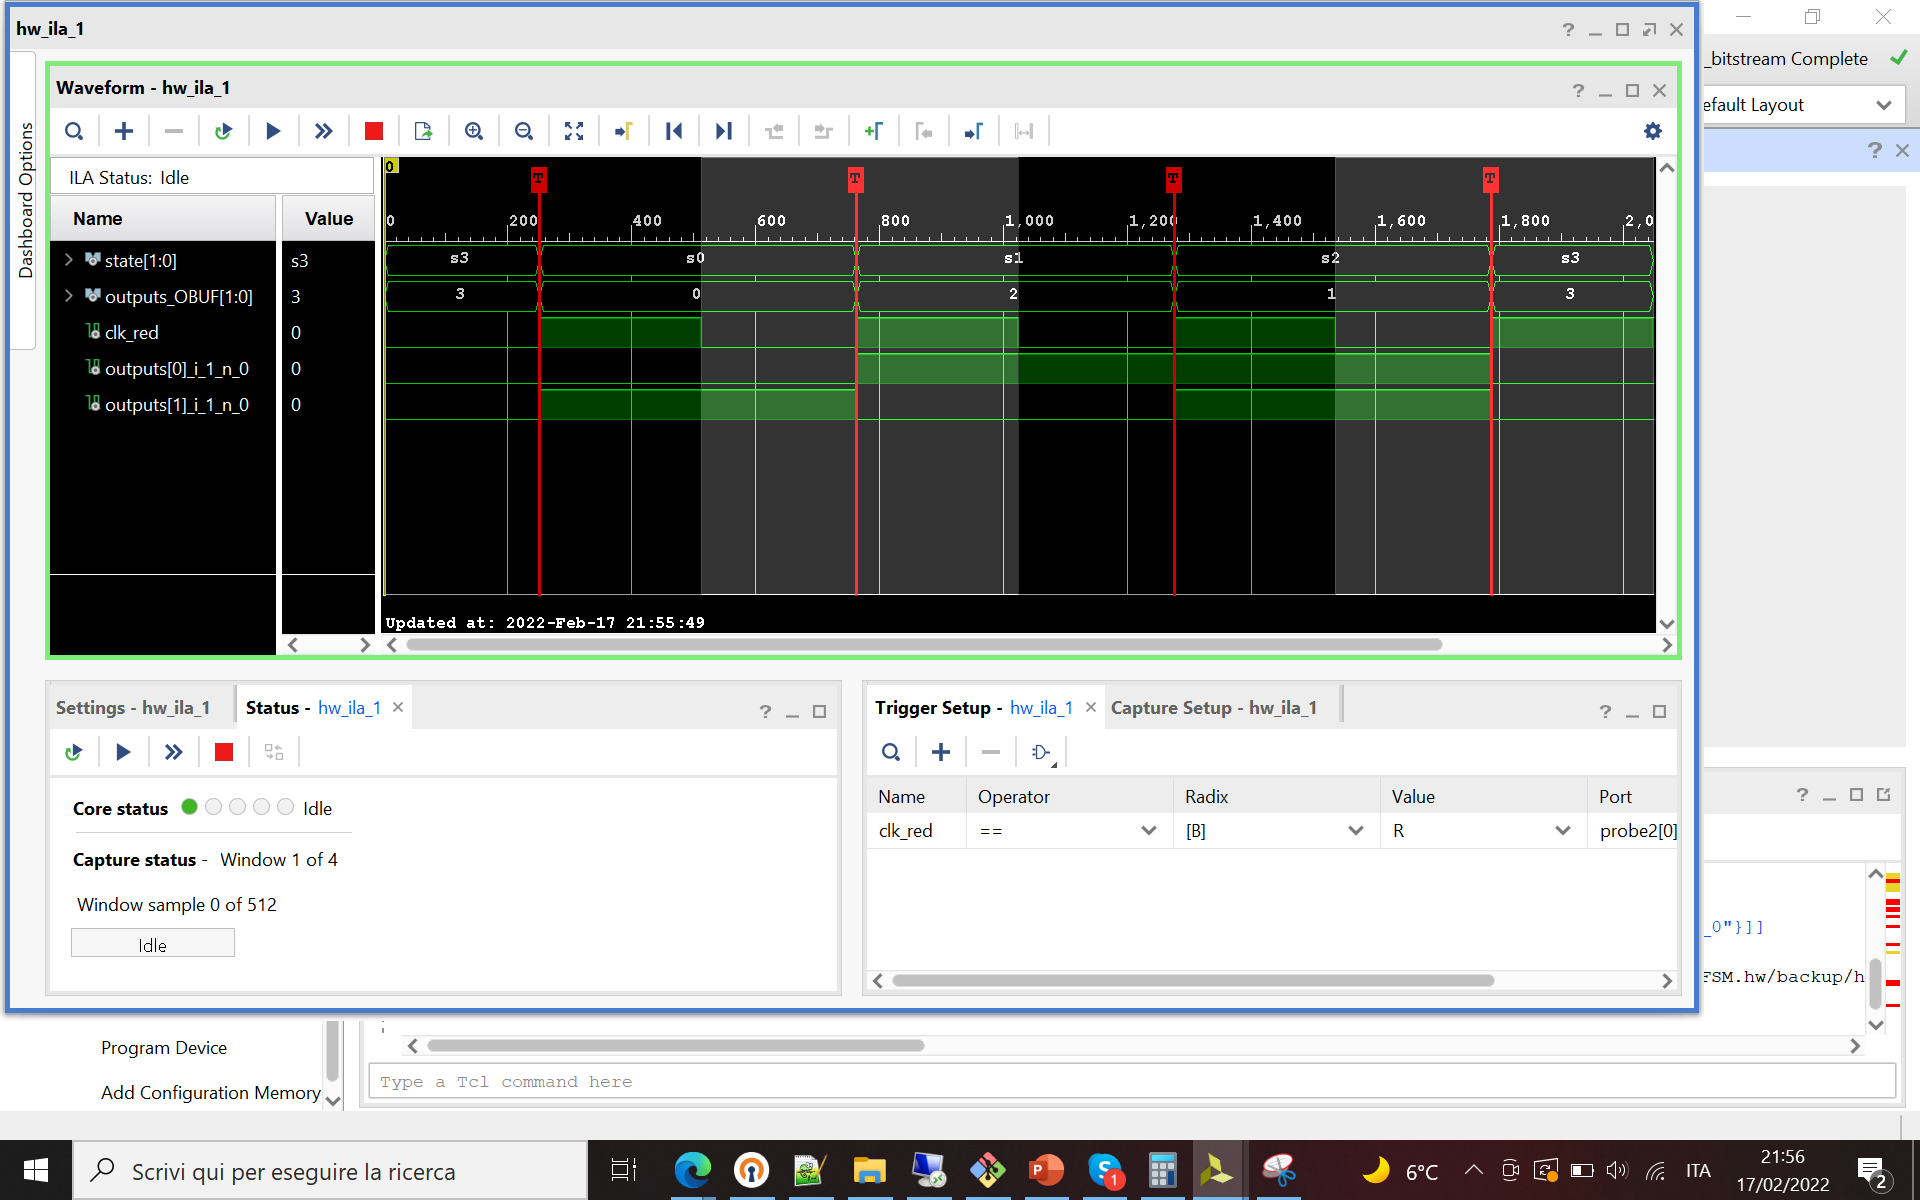 hw_ila_1
_bitstream Complete
efault Layout
Dashboard Options
Waveform - hw_ila_1
ILA Status: Idle
Name
Value
state[1:0]
s3
outputs_OBUF[1:0]
3
clk_red
0
outputs[0]_i_1_n_0
0
outputs[1]_i_1_n_0
0
0
T
T
T
T
0
200
400
600
800
1,000
1,200
1,400
1,600
1,800
2,0
s3
s0
s1
s2
s3
3
0
2
1
3
Updated at: 2022-Feb-17 21:55:49
Settings - hw_ila_1
Status - hw_ila_1
Core status
Idle
Capture status - Window 1 of 4
Window sample 0 of 512
Idle
Trigger Setup - hw_ila_1
Capture Setup - hw_ila_1
Name
Operator
Radix
Value
Port
clk_red
==
[B]
R
probe2[0]
_0"}]]
FSM.hw/backup/h
Program Device
Add Configuration Memory
Type a Tcl command here
Scrivi qui per eseguire la ricerca
1
6°C
ITA
21:56
17/02/2022
2